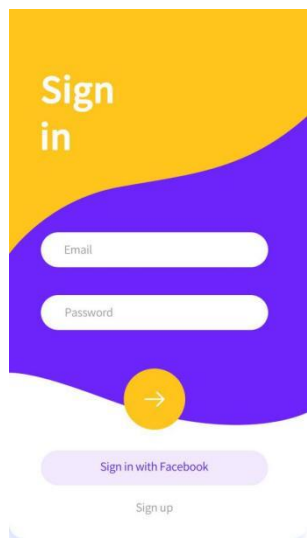 Sign
in
Email
Password
Sign in with Facebook
Sign up